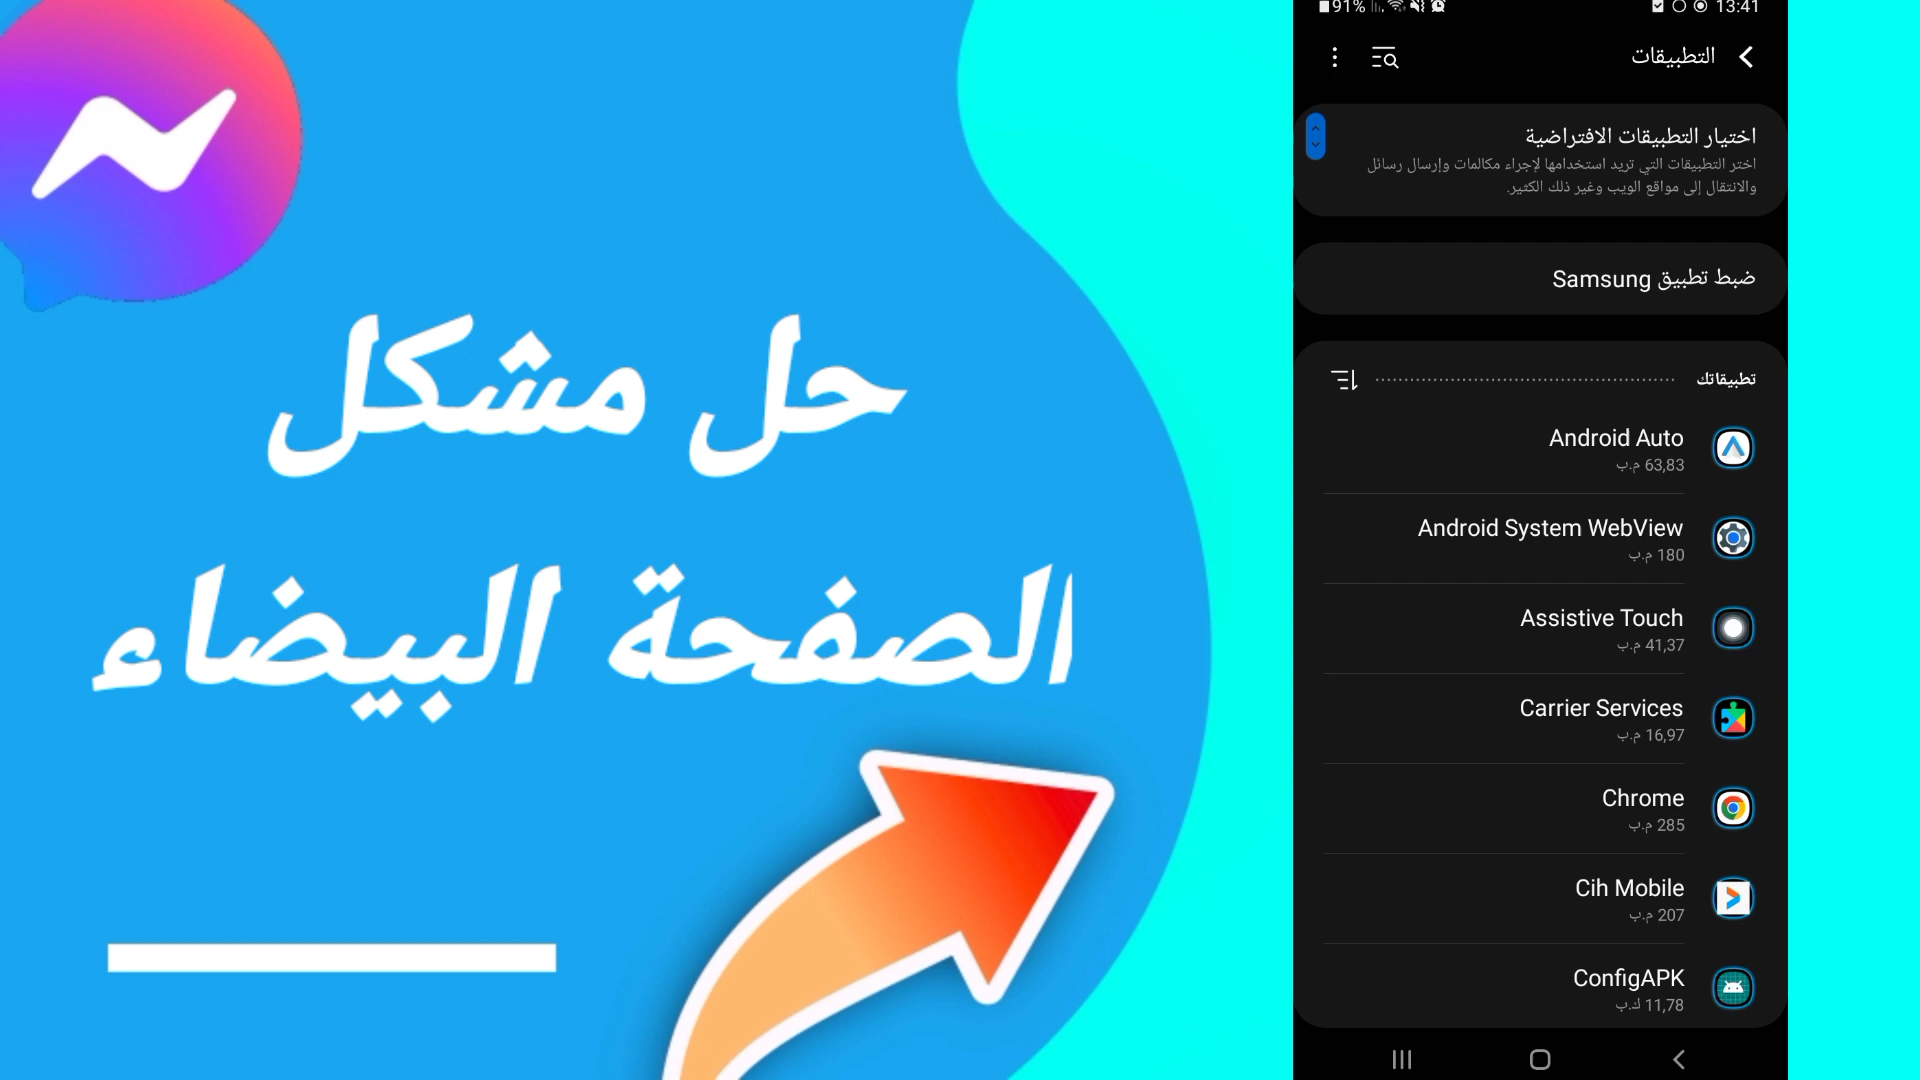 حل مشكل
الصفحة البيضاء
91%
13:41
التطبيقات
اختيار التطبيقات الافتراضية
اختر التطبيقات التي تريد استخدامها لإجراء مكالمات وإرسال رسائل
والانتقال إلى مواقع الويب وغير ذلك الكثير.
ضبط تطبيق Samsung
تطبيقاتك
Android Auto
63,83 م.ب
Android System WebView
180 م.ب
Assistive Touch
41,37 م.ب
Carrier Services
16,97 م.ب
Chrome
285 م.ب
Cih Mobile
207 م.ب
ConfigAPK
11,78 ك.ب